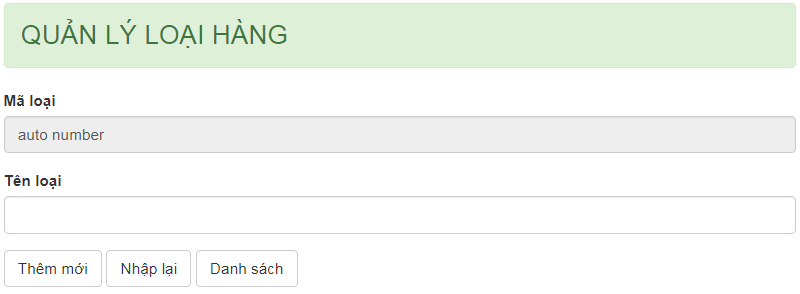 QUẢN LÝ LOẠI HÀNG
Mã loại
auto number
Tên loại
Thêm mới Nhập lại Danh sách